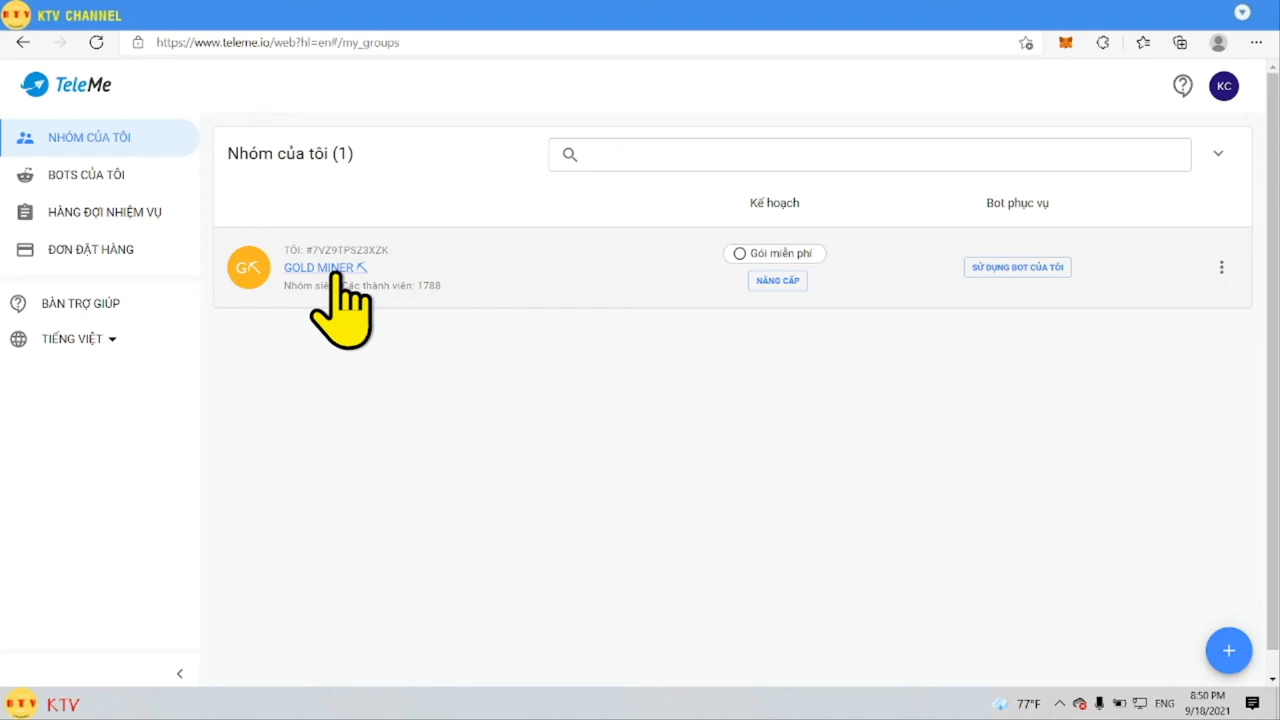 KTV CHANNEL
https://www.teleme.io/web?hl=en#/my_groups
TeleMe
KC
NHÓM CỦA TÔI
BOTS CỦA TÔI
HÀNG ĐỢI NHIỆM VỤ
ĐƠN ĐẶT HÀNG
BÀN TRỢ GIÚP
TIẾNG VIỆT
Nhóm của tôi (1)
Kế hoạch
Bot phục vụ
TÔI: #7VZ9TPSZ3XZK
GOLD MINER
Nhóm các thành viên: 1788
G
Gói miễn phí
NÂNG CẤP
SỬ DỤNG BOT CỦA TÔI
KTV
KTV
77°F
ENG
8:50 PM
9/18/2021